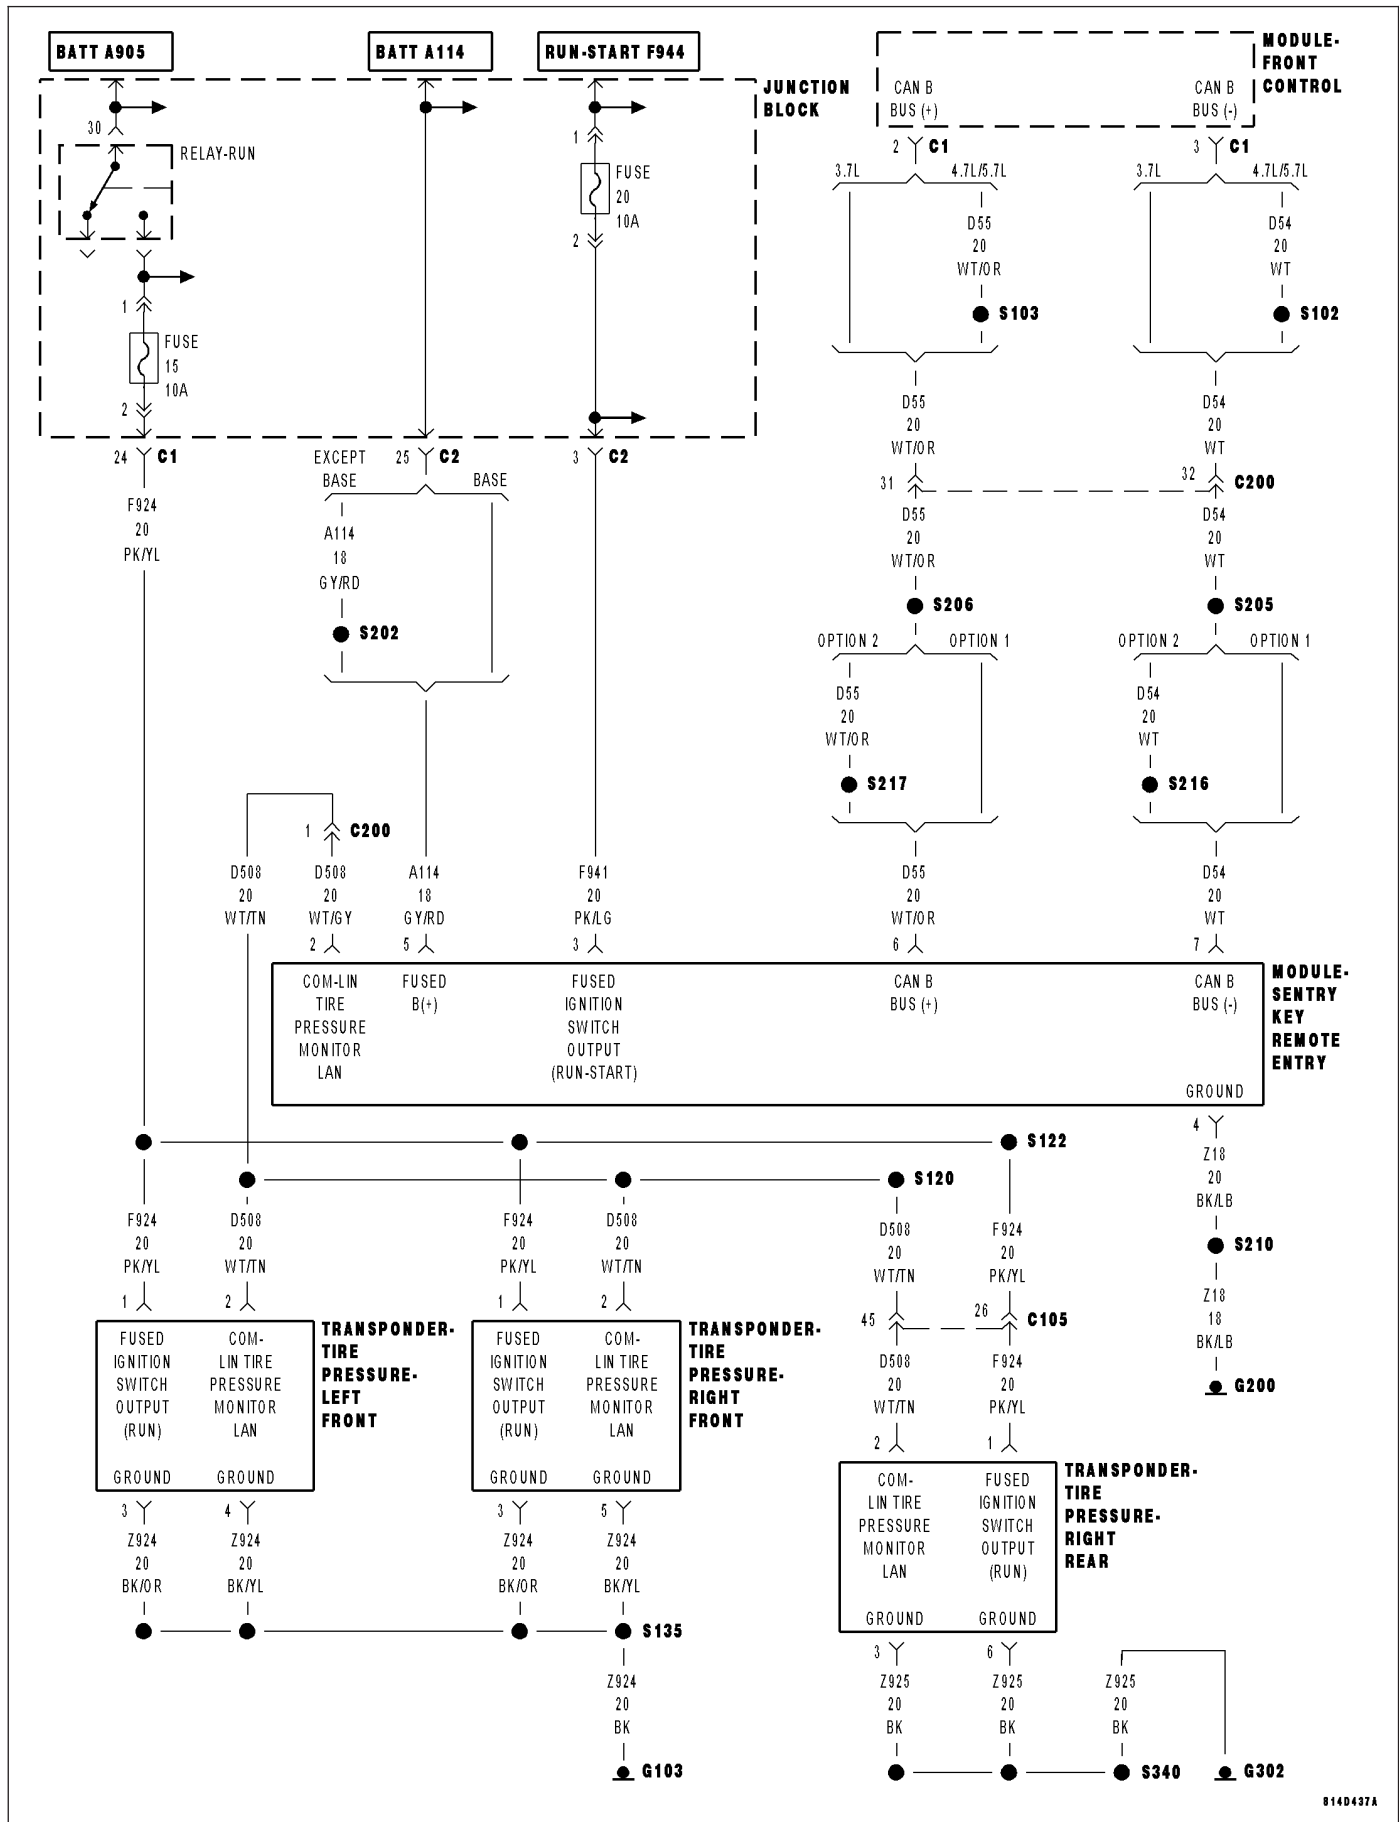 BATT A905
BATT A114
RUN-START F944
MODULE-
FRONT
CONTROL
JUNCTION
BLOCK
CAN B
BUS (+)
CAN B
BUS (-)
30
RELAY-RUN
1
FUSE
20
10A
2
2 C1
3 C1
3.7L
4.7L/5.7L
3.7L
4.7L/5.7L
D55
20
WT/OR
D54
20
WT
S103
S102
1
FUSE
15
10A
2
24 C1
25 C2
3 C2
EXCEPT
BASE
BASE
F924
20
PK/YL
A114
18
GY/RD
S202
D55
20
WT/OR
D54
20
WT
31
32
C200
D55
20
WT/OR
D54
20
WT
S206
S205
OPTION 2
OPTION 1
OPTION 2
OPTION 1
D55
20
WT/OR
D54
20
WT
S217
S216
1 C200
D508
20
WT/TN
D508
20
WT/GY
2
A114
18
GY/RD
5
F941
20
PK/LG
3
D55
20
WT/OR
6
D54
20
WT
7
COM-LIN
TIRE
PRESSURE
MONITOR
LAN
FUSED
B(+)
FUSED
IGNITION
SWITCH
OUTPUT
(RUN-START)
CAN B
BUS (+)
CAN B
BUS (-)
GROUND
MODULE-
SENTRY
KEY
REMOTE
ENTRY
S122
S120
4
Z18
20
BK/LB
S210
Z18
18
BK/LB
G200
F924
20
PK/YL
1
D508
20
WT/TN
2
F924
20
PK/YL
1
D508
20
WT/TN
2
D508
20
WT/TN
45
F924
20
PK/YL
26
C105
D508
20
WT/TN
2
F924
20
PK/YL
1
FUSED
IGNITION
SWITCH
OUTPUT
(RUN)
COM-
LIN TIRE
PRESSURE
MONITOR
LAN
GROUND
GROUND
TRANSPONDER-
TIRE
PRESSURE-
LEFT
FRONT
FUSED
IGNITION
SWITCH
OUTPUT
(RUN)
COM-
LIN TIRE
PRESSURE
MONITOR
LAN
GROUND
GROUND
TRANSPONDER-
TIRE
PRESSURE-
RIGHT
FRONT
COM-
LIN TIRE
PRESSURE
MONITOR
LAN
FUSED
IGNITION
SWITCH
OUTPUT
(RUN)
GROUND
GROUND
TRANSPONDER-
TIRE
PRESSURE-
RIGHT
REAR
3
Z924
20
BK/OR
4
Z924
20
BK/YL
3
Z924
20
BK/OR
5
Z924
20
BK/YL
S135
Z924
20
BK
G103
3
Z925
20
BK
6
Z925
20
BK
Z925
20
BK
S340
G302
814D437A